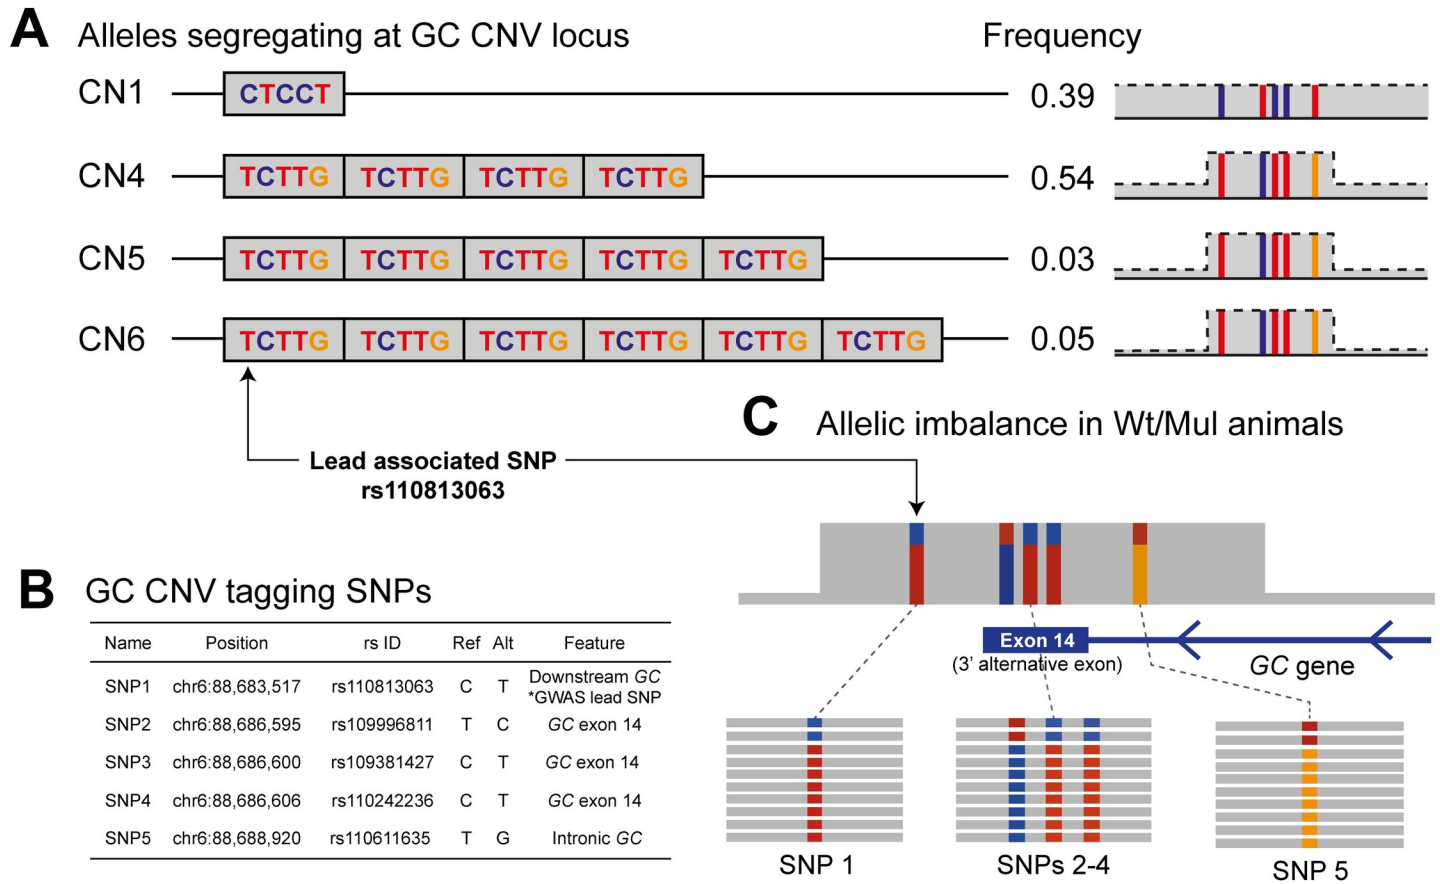 A Alleles segregating at GC CNV locus Frequency
CN1 CTCCT 0.39
CN4 TCTTG TCTTG TCTTG TCTTG 0.54
CN5 TCTTG TCTTG TCTTG TCTTG TCTTG 0.03
CN6 TCTTG TCTTG TCTTG TCTTG TCTTG TCTTG 0.05
Lead associated SNP
rs110813063
B GC CNV tagging SNPs
Name Position rs ID Ref Alt Feature
SNP1 chr6:88,683,517 rs110813063 C T Downstream GC
*GWAS lead SNP
SNP2 chr6:88,686,595 rs109996811 T C GC exon 14
SNP3 chr6:88,686,600 rs109381427 C T GC exon 14
SNP4 chr6:88,686,606 rs110242236 C T GC exon 14
SNP5 chr6:88,688,920 rs110611635 T G Intronic GC
C Allelic imbalance in Wt/Mul animals
Exon 14
(3' alternative exon)
GC gene
SNP 1
SNPs 2-4
SNP 5